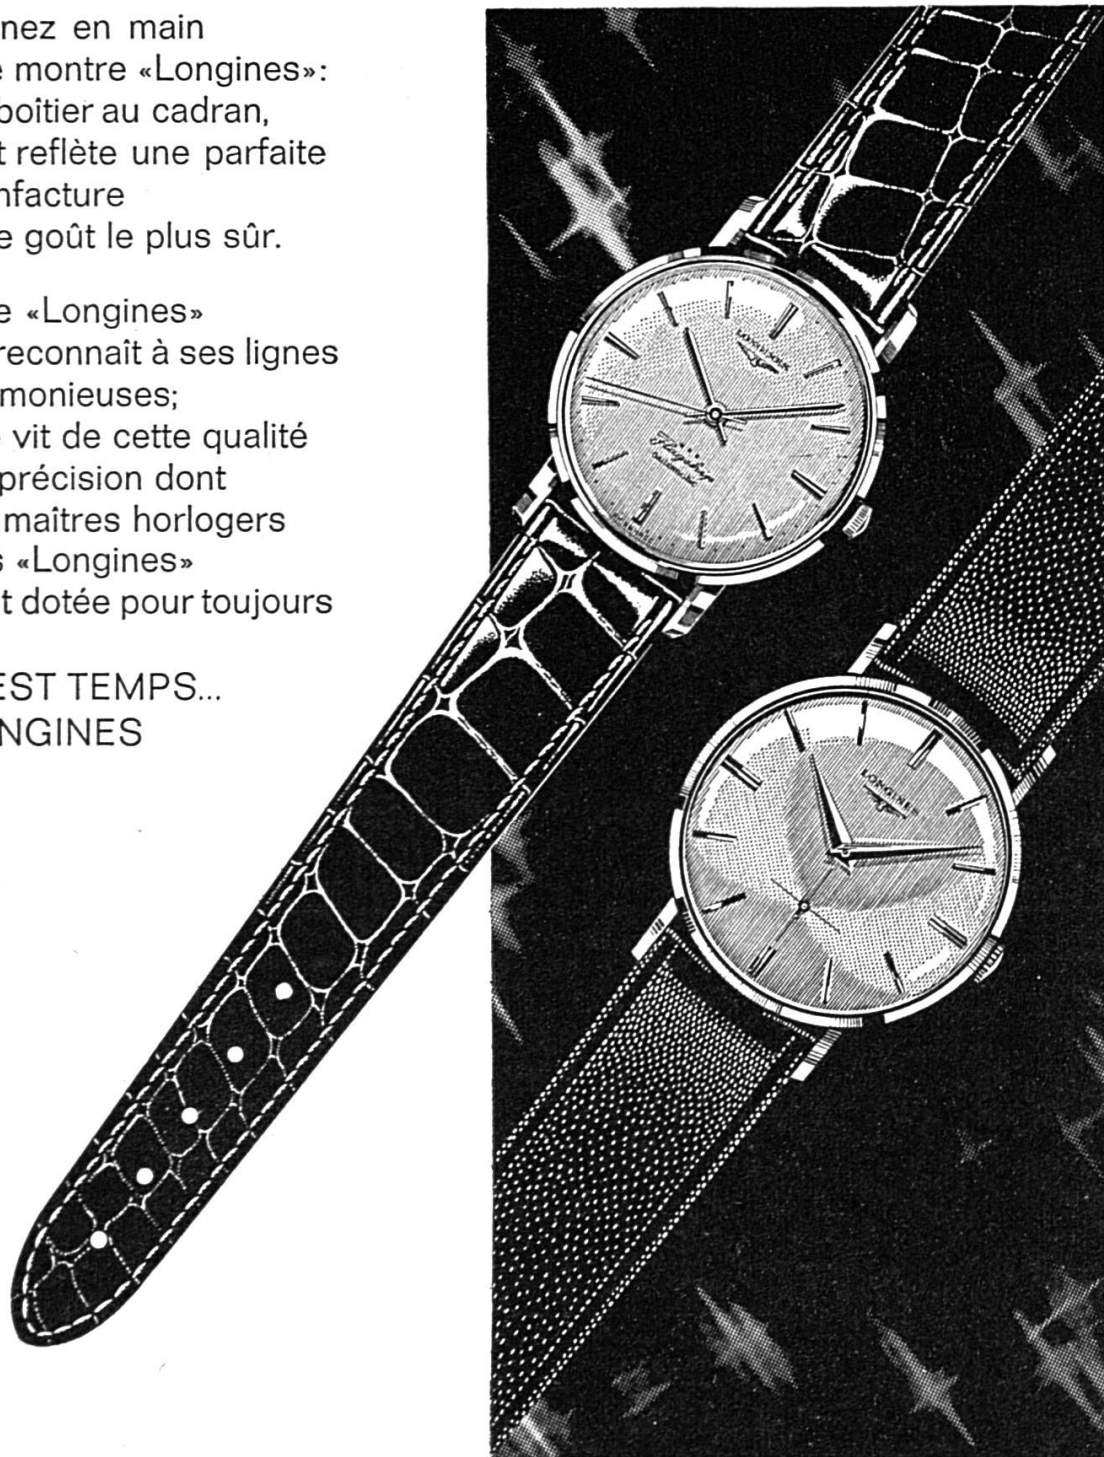 nez en main
e montre «Longines»:
boîtier au cadran,
t reflète une parfaite
nfacture
e goût le plus sûr.
e «Longines»
reconnaît à ses lignes
monieuses;
vit de cette qualité
précision dont
maîtres horlogers
s «Longines»
t dotée pour toujours
EST TEMPS...
NGINES
LONGINES
Flagship
LONGINES